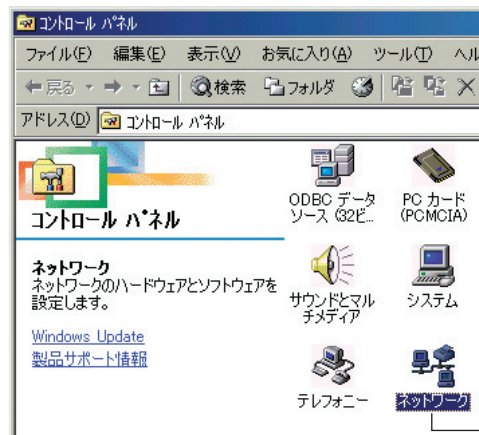 コントロール パネル
ファイル(F) 編集(E) 表示(V) お気に入り(A) ツール(T) ヘル
戻る 検索 フォルダ
アドレス(D) コントロール パネル
コントロール パネル
ネットワーク
ネットワークのハードウェアとソフトウェアを
設定します。
Windows Update
製品サポート情報
ODBC データ
ソース (32ビ...
PC カード
(PCMCIA)
サウンドとマル
チメディア
システム
テレフォニー
ネットワーク